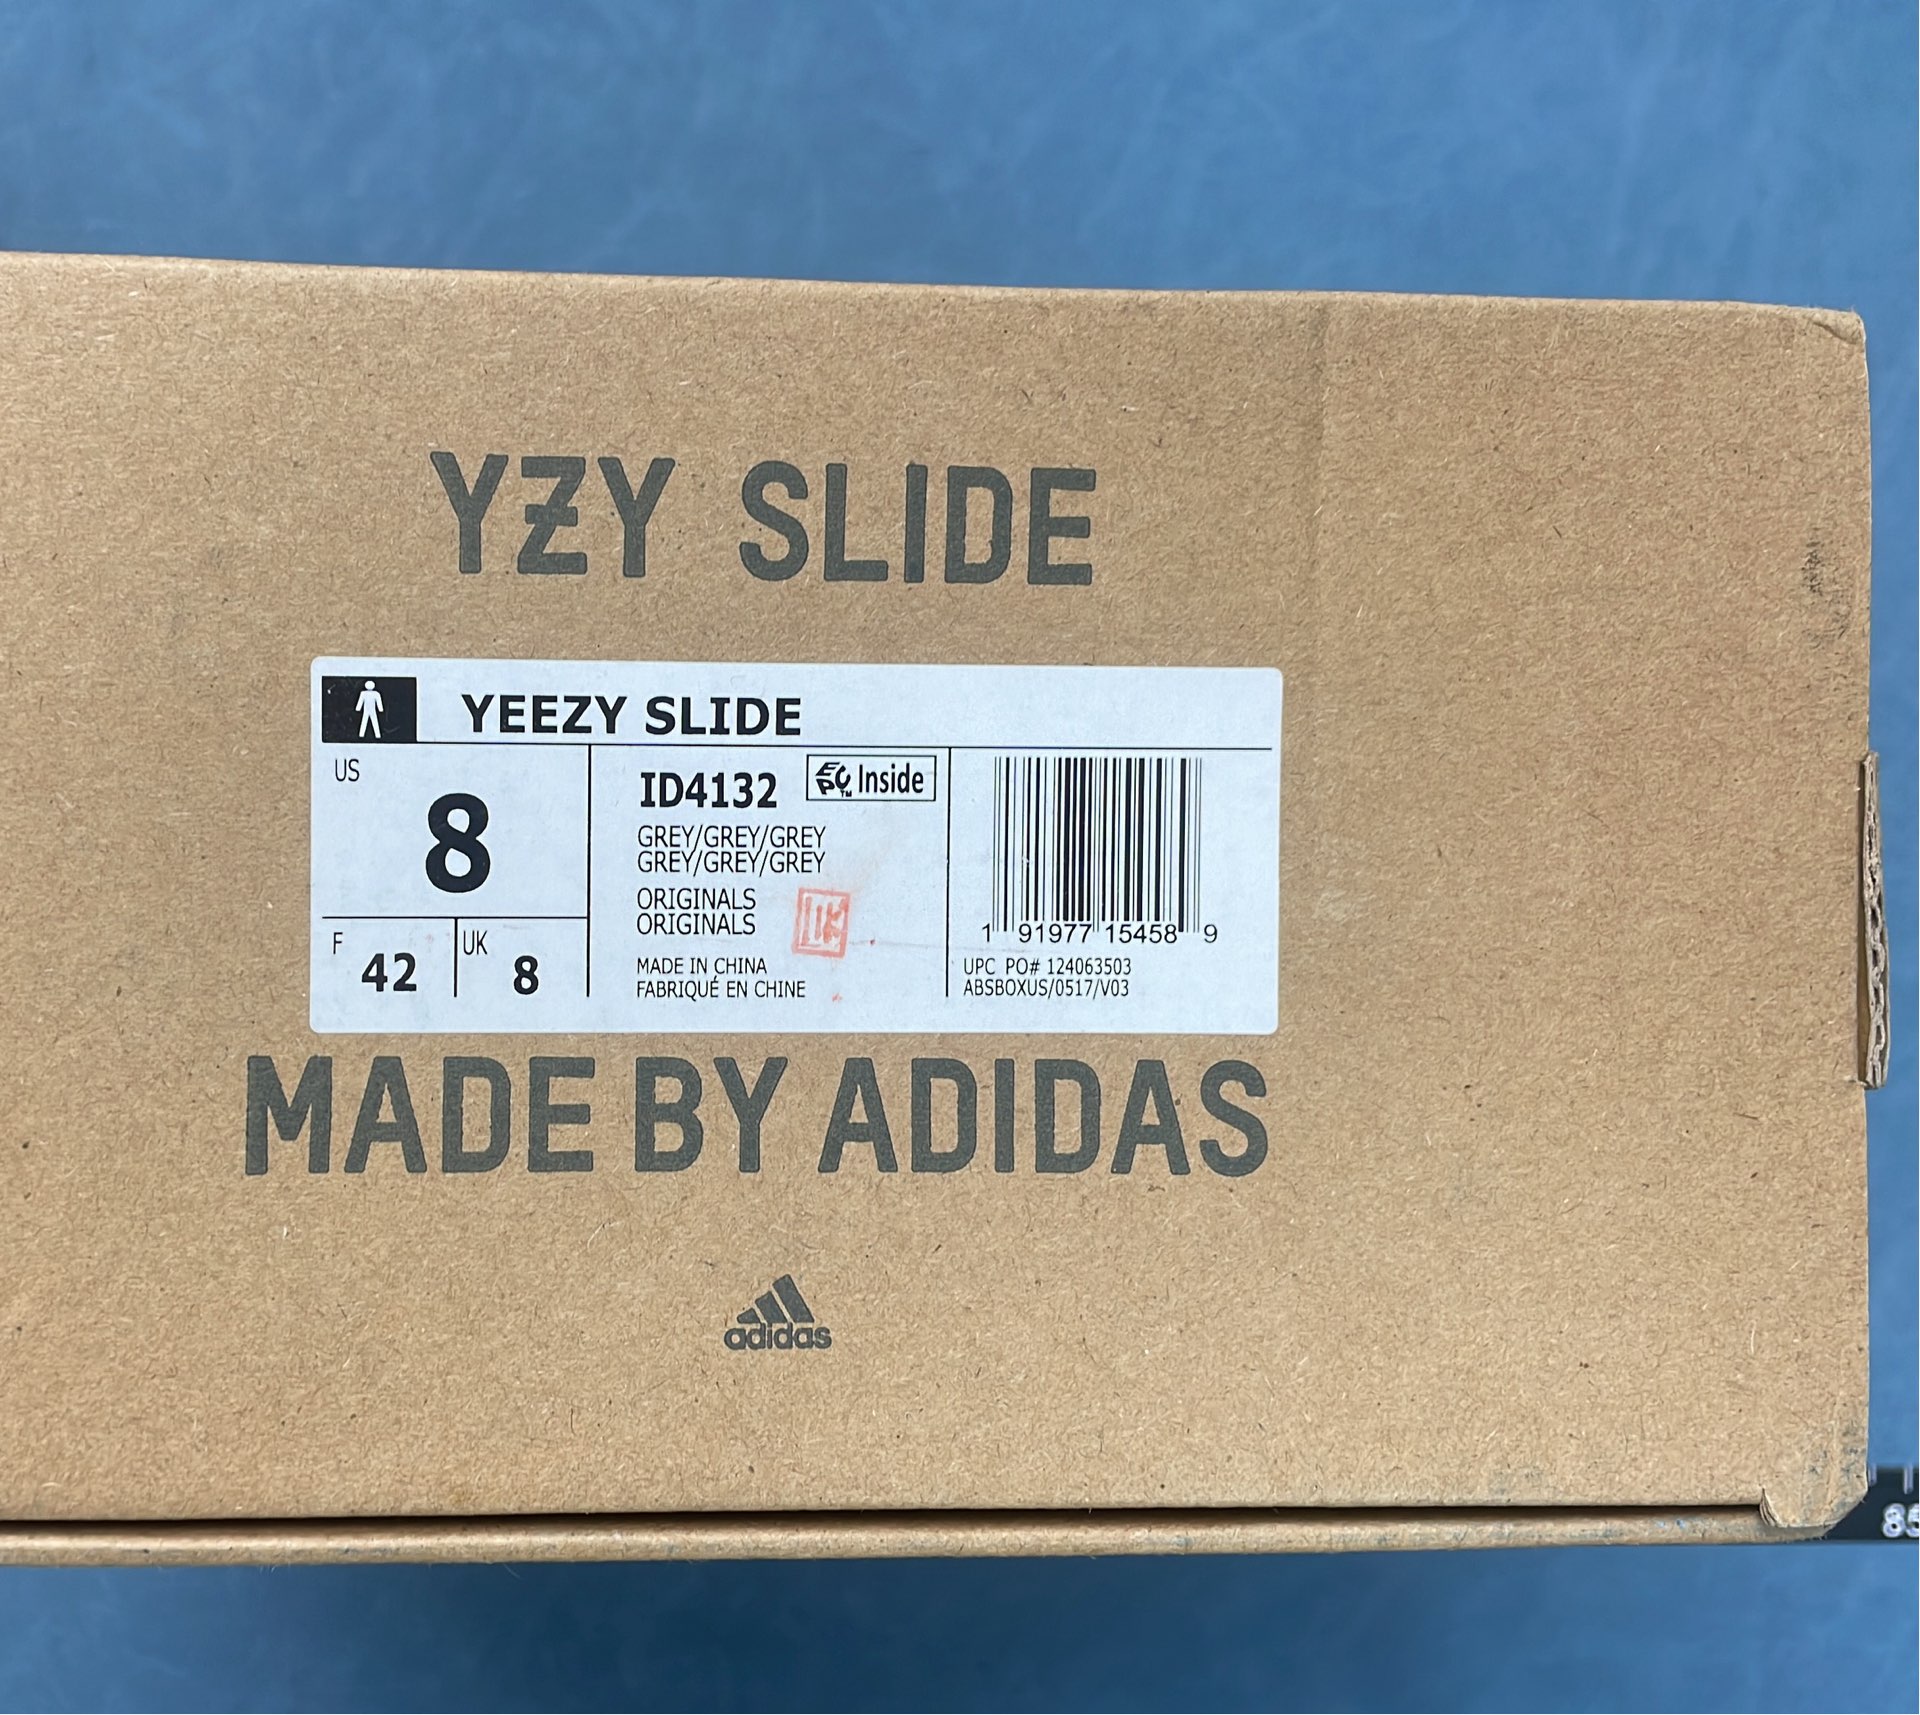 YZY SLIDE
YEEZY SLIDE
US
8
F 42
UK 8
ID4132
EPC™ Inside
GREY/GREY/GREY
GREY/GREY/GREY
ORIGINALS
ORIGINALS
MADE IN CHINA
FABRIQUÉ EN CHINE
1 91977 15458 9
UPC PO# 124063503
ABSBOXUS/0517/V03
MADE BY ADIDAS
adidas